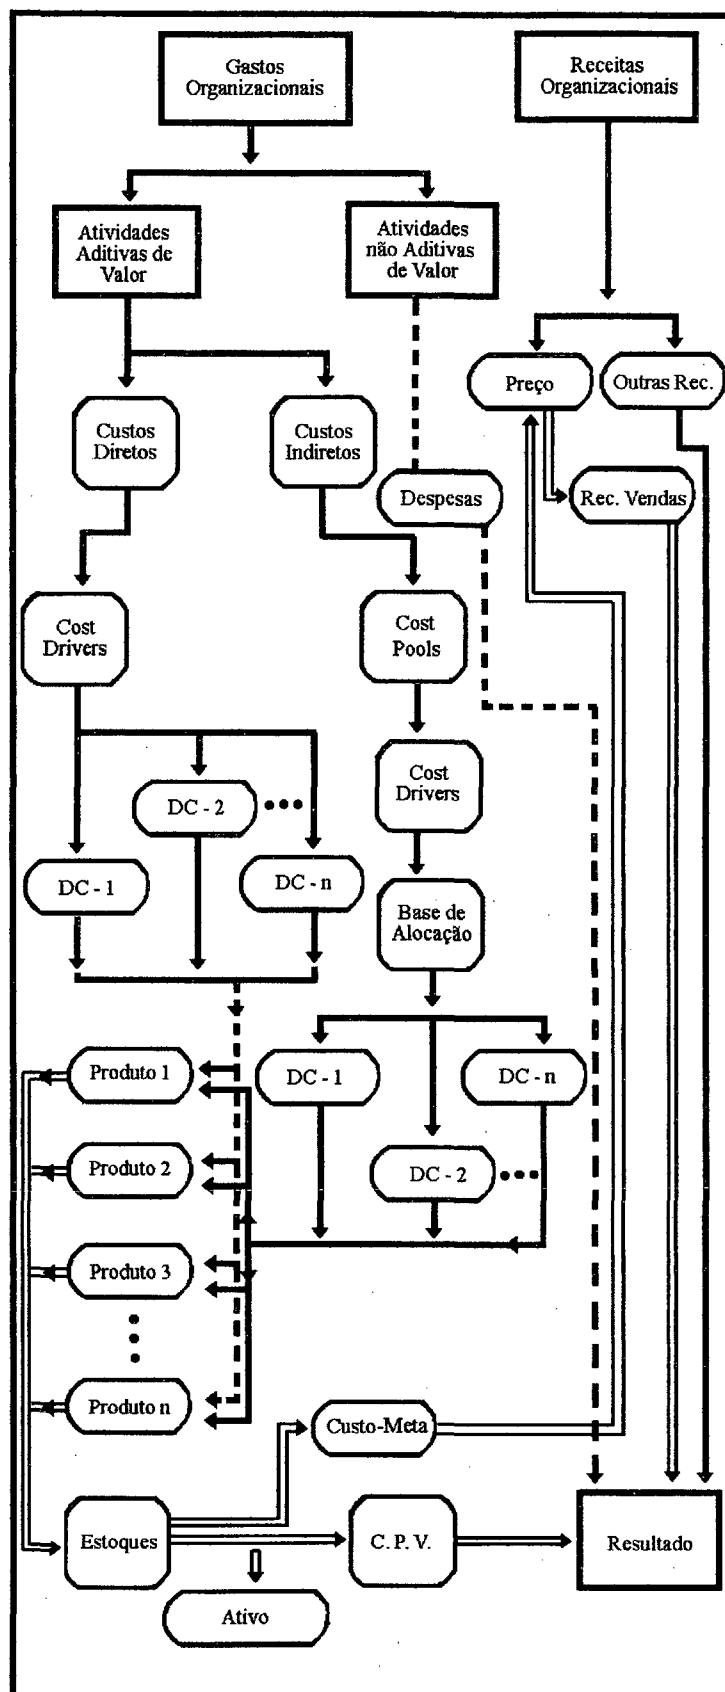 Gastos
Organizacionais
Receitas
Organizacionais
Atividades
Aditivas de
Valor
Atividades
não Aditivas
de Valor
Preço
Outras Rec.
Custos
Diretos
Custos
Indiretos
Despesas
Rec. Vendas
Cost
Drivers
Cost
Pools
Cost
Drivers
DC - 2
DC - 1
DC - n
Base de
Alocação
Produto 1
DC - 1
DC - n
Produto 2
DC - 2
Produto 3
Produto n
Custo-Meta
Estoques
C. P. V.
Resultado
Ativo